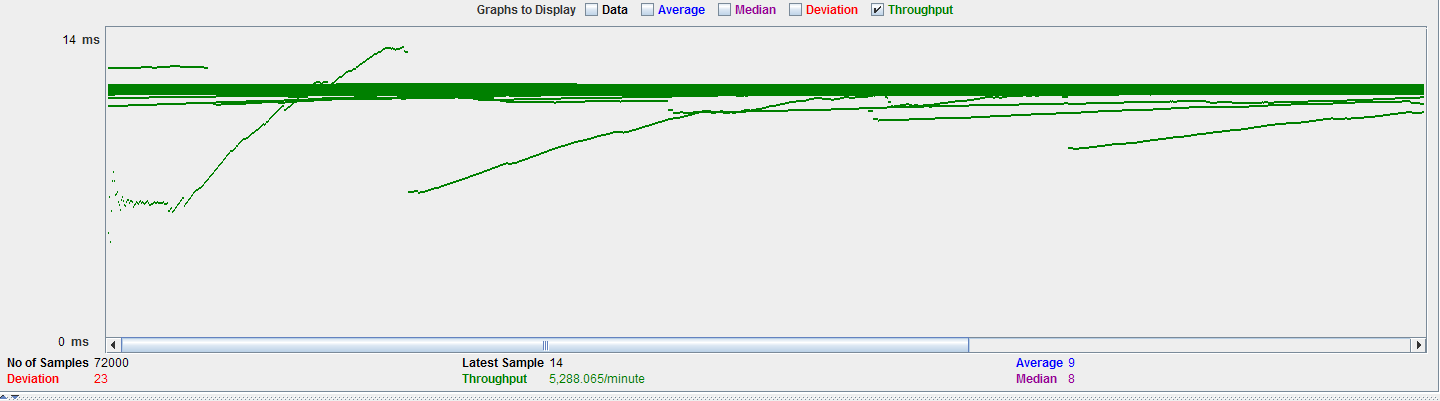 Graphs to Display Data Average Median Deviation Throughput
14 ms
0 ms
No of Samples 72000 Latest Sample 14 Average 9
Deviation 23 Throughput 5,288.065/minute Median 8